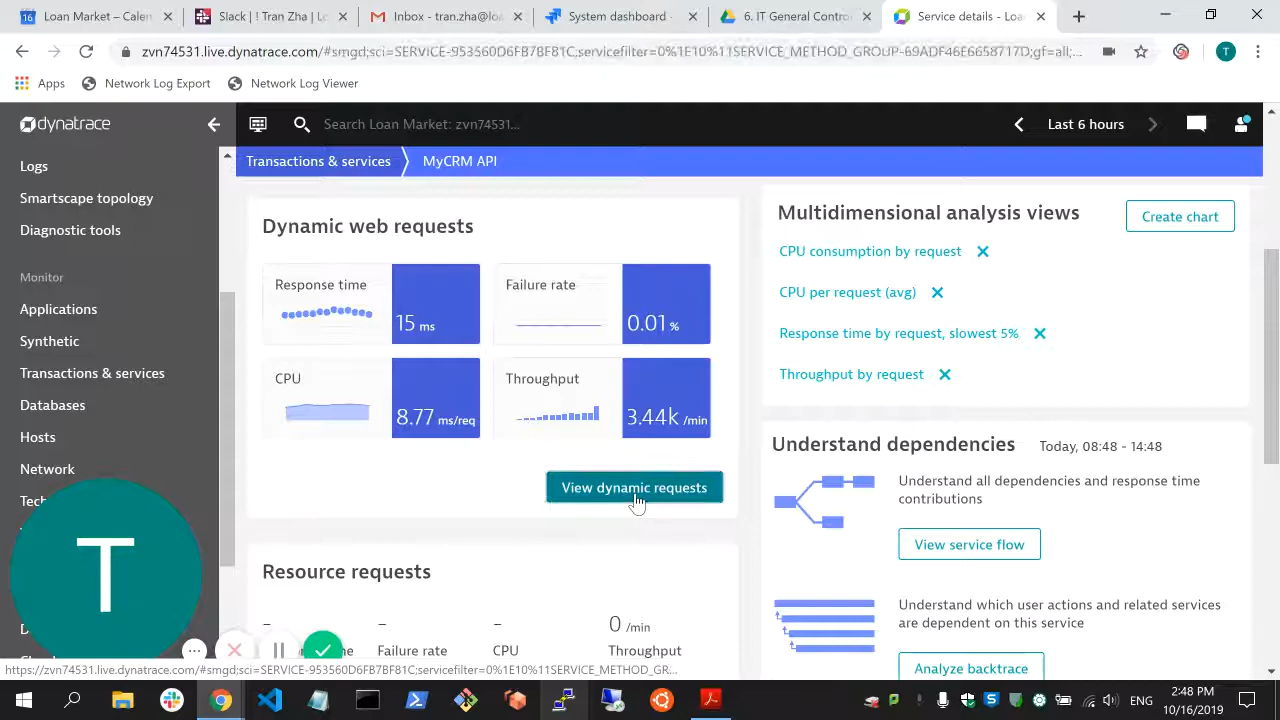 Loan Market - Calen
Slack | ! Tran Zha | Loan M
Inbox - tran.zha@loa
System dashboard -
6. IT General Contro
Service details - Loa
zvn74531.live.dynatrace.com/#smgd;sci=SERVICE-953560D6FB7BF81C;servicefilter=0%1E10%11SERVICE_METHOD_GROUP-69ADF46E6658717D;gf=all;...
T
Apps
Network Log Export
Network Log Viewer
dynatrace
Search Loan Market: zvn74531...
Last 6 hours
Transactions & services
MyCRM API
Logs
Smartscape topology
Diagnostic tools
Monitor
Applications
Synthetic
Transactions & services
Databases
Hosts
Network
Tec
T
Dynamic web requests
Response time
15 ms
Failure rate
0.01 %
CPU
8.77 ms/req
Throughput
3.44k /min
View dynamic requests
Resource requests
-
-
-
0 /min
me
Failure rate
CPU
Throughput
Multidimensional analysis views
Create chart
CPU consumption by request
CPU per request (avg)
Response time by request, slowest 5%
Throughput by request
Understand dependencies
Today, 08:48 - 14:48
Understand all dependencies and response time
contributions
View service flow
Understand which user actions and related services
are dependent on this service
Analyze backtrace
https://zvn74531.live.dynatrace.com/#smgd;sci=SERVICE-953560D6FB7BF81C;servicefilter=0%1E10%11SERVICE_METHOD_GR...
ENG
2:48 PM
10/16/2019